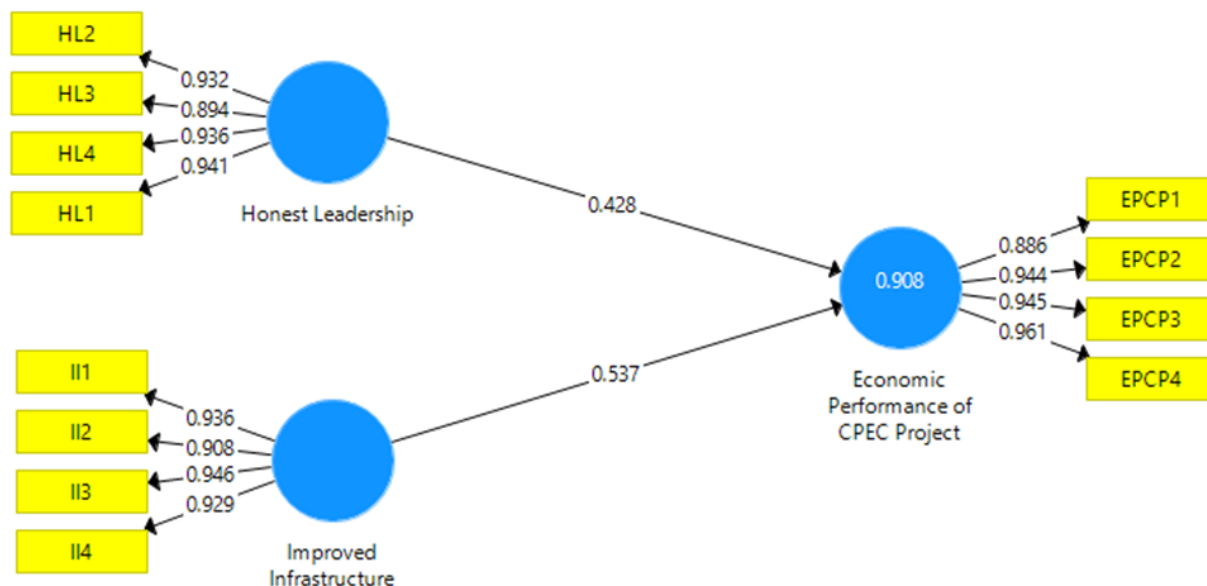 HL2
HL3
HL4
HL1
0.932
0.894
0.936
0.941
Honest Leadership
0.428
II1
II2
II3
II4
0.936
0.908
0.946
0.929
Improved
Infrastructure
0.537
0.908
Economic
Performance of
CPEC Project
0.886
0.944
0.945
0.961
EPCP1
EPCP2
EPCP3
EPCP4